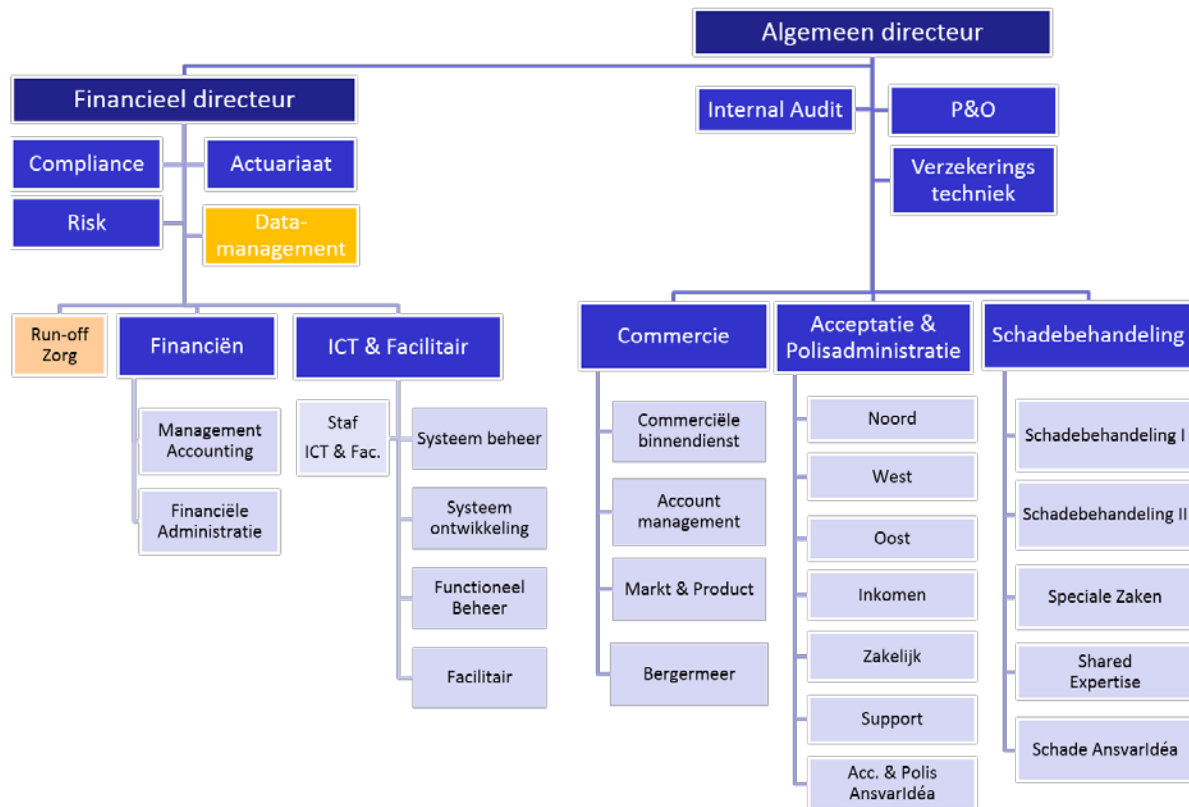 Algemeen directeur
Financieel directeur
Internal Audit
P&O
Compliance
Actuariaat
Verzekerings
techniek
Risk
Data-
management
Run-off
Zorg
Financiën
ICT & Facilitair
Commercie
Acceptatie &
Polisadministratie
Schadebehandeling
Management
Accounting
Financiële
Administratie
Staf
ICT & Fac.
Systeem beheer
Systeem
ontwikkeling
Functioneel
Beheer
Facilitair
Commerciële
binnendienst
Account
management
Markt & Product
Bergermeer
Noord
West
Oost
Inkomen
Zakelijk
Support
Acc. & Polis
AnsvarIdéa
Schadebehandeling I
Schadebehandeling II
Speciale Zaken
Shared
Expertise
Schade AnsvarIdéa